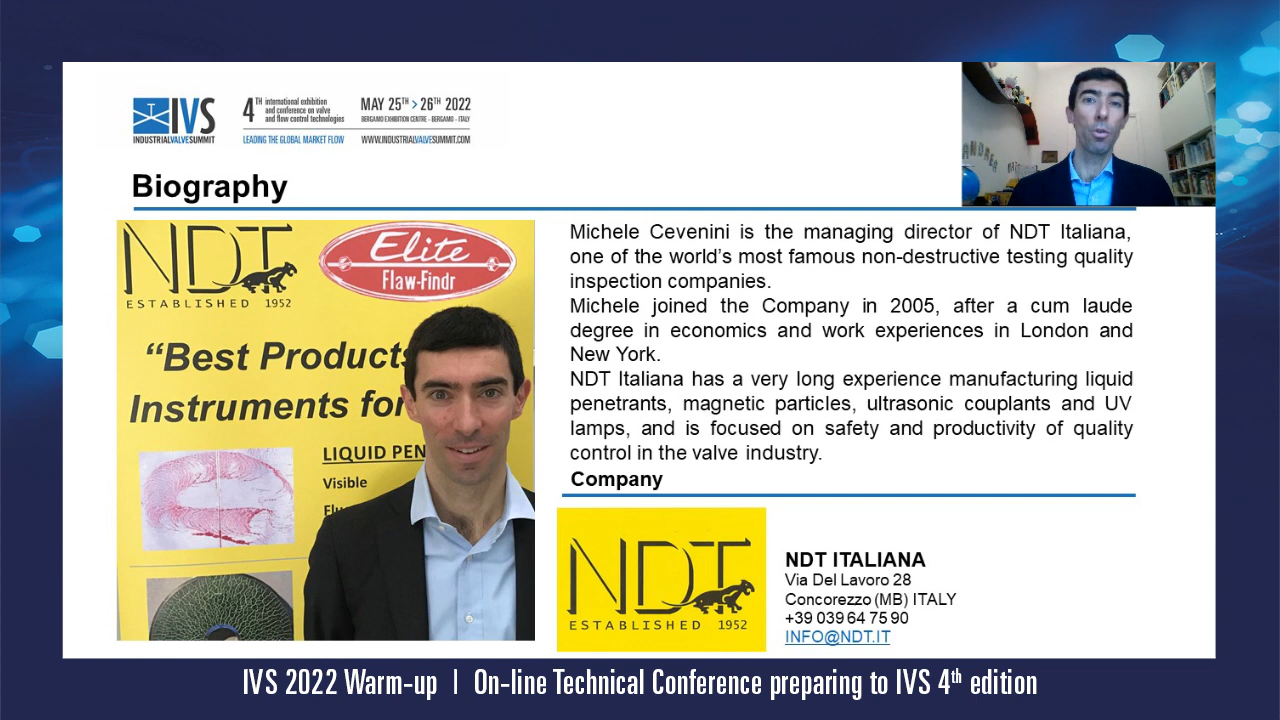 IVS
INDUSTRIALVALVESUMMIT
4TH international exhibition
and conference on valve
and flow control technologies
LEADING THE GLOBAL MARKET FLOW
MAY 25TH > 26TH 2022
BERGAMO EXHIBITION CENTRE - BERGAMO - ITALY
WWW.INDUSTRIALVALVESUMMIT.COM
Biography
NDT
ESTABLISHED 1952
Elite
Flaw-Findr
“Best Products
Instruments for
LIQUID PEN
Visible
Michele Cevenini is the managing director of NDT Italiana,
one of the world’s most famous non-destructive testing quality
inspection companies.
Michele joined the Company in 2005, after a cum laude
degree in economics and work experiences in London and
New York.
NDT Italiana has a very long experience manufacturing liquid
penetrants, magnetic particles, ultrasonic couplants and UV
lamps, and is focused on safety and productivity of quality
control in the valve industry.
Company
NDT
ESTABLISHED 1952
NDT ITALIANA
Via Del Lavoro 28
Concorezzo (MB) ITALY
+39 039 64 75 90
INFO@NDT.IT
IVS 2022 Warm-up | On-line Technical Conference preparing to IVS 4th edition